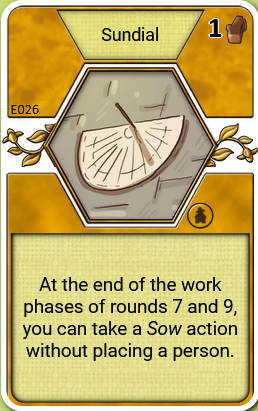 Sundial
1
E026
At the end of the work
phases of rounds 7 and 9,
you can take a Sow action
without placing a person.